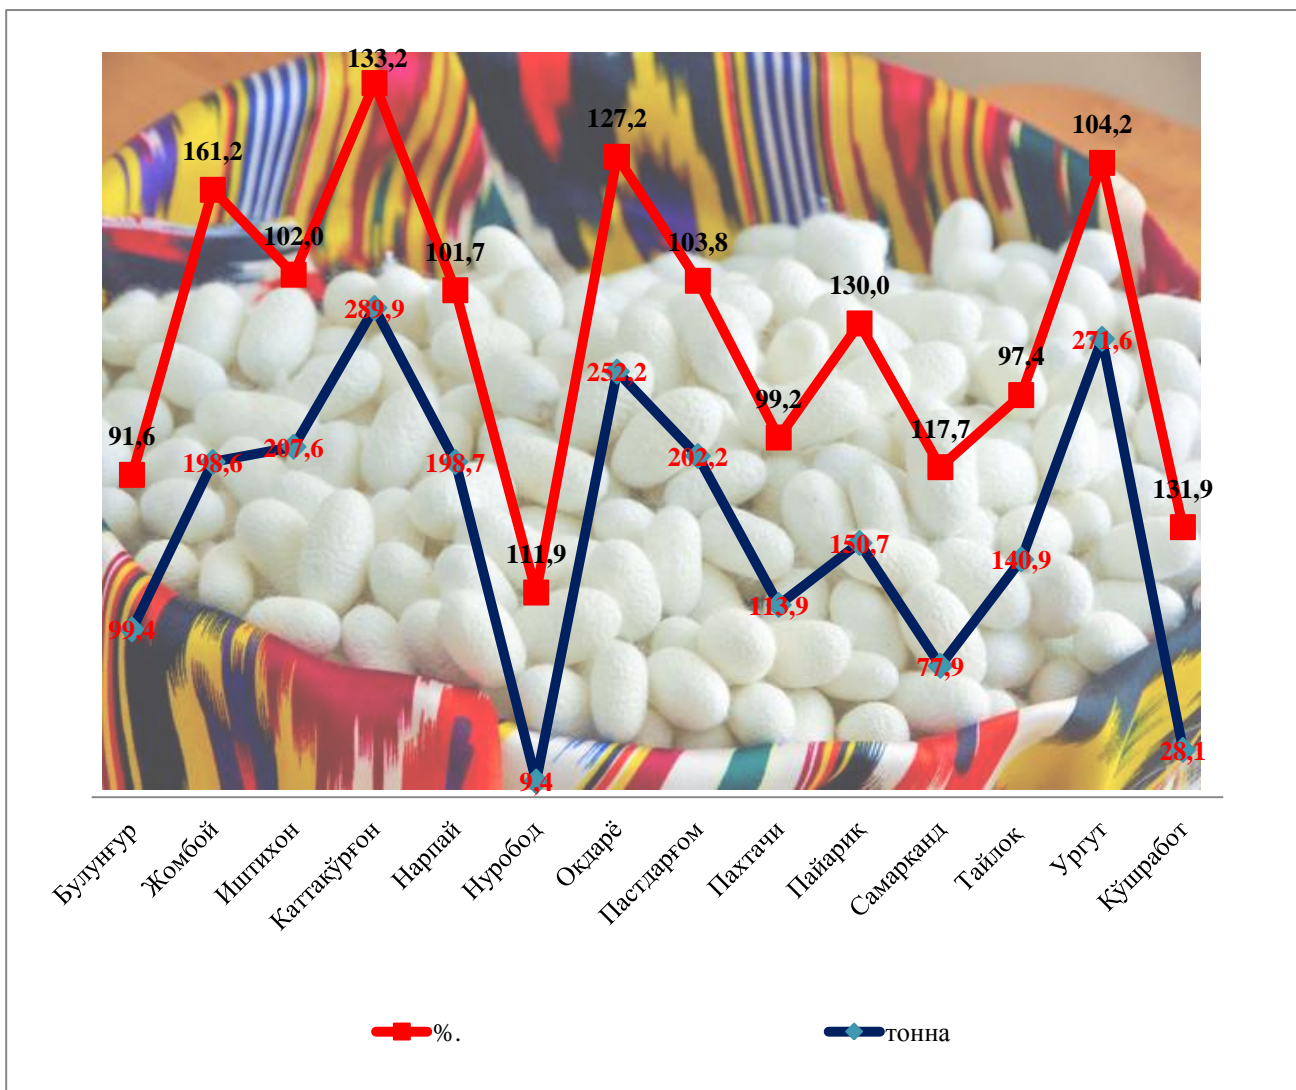 133,2
127,2
104,2
161,2
102,0
103,8
101,7
130,0
289,9
271,6
97,4
252,2
99,2
91,6
117,7
207,6
202,2
198,6
198,7
131,9
111,9
150,7
140,9
113,9
99,4
77,9
28,1
9,4
Булунғур
Жомбой
Иштихон
Каттақўрғон
Нарпай
Нуробод
Оқдарё
Пастдарғом
Пахтачи
Пайариқ
Самарканд
Тайлоқ
Ургут
Қўшработ
%.
тонна